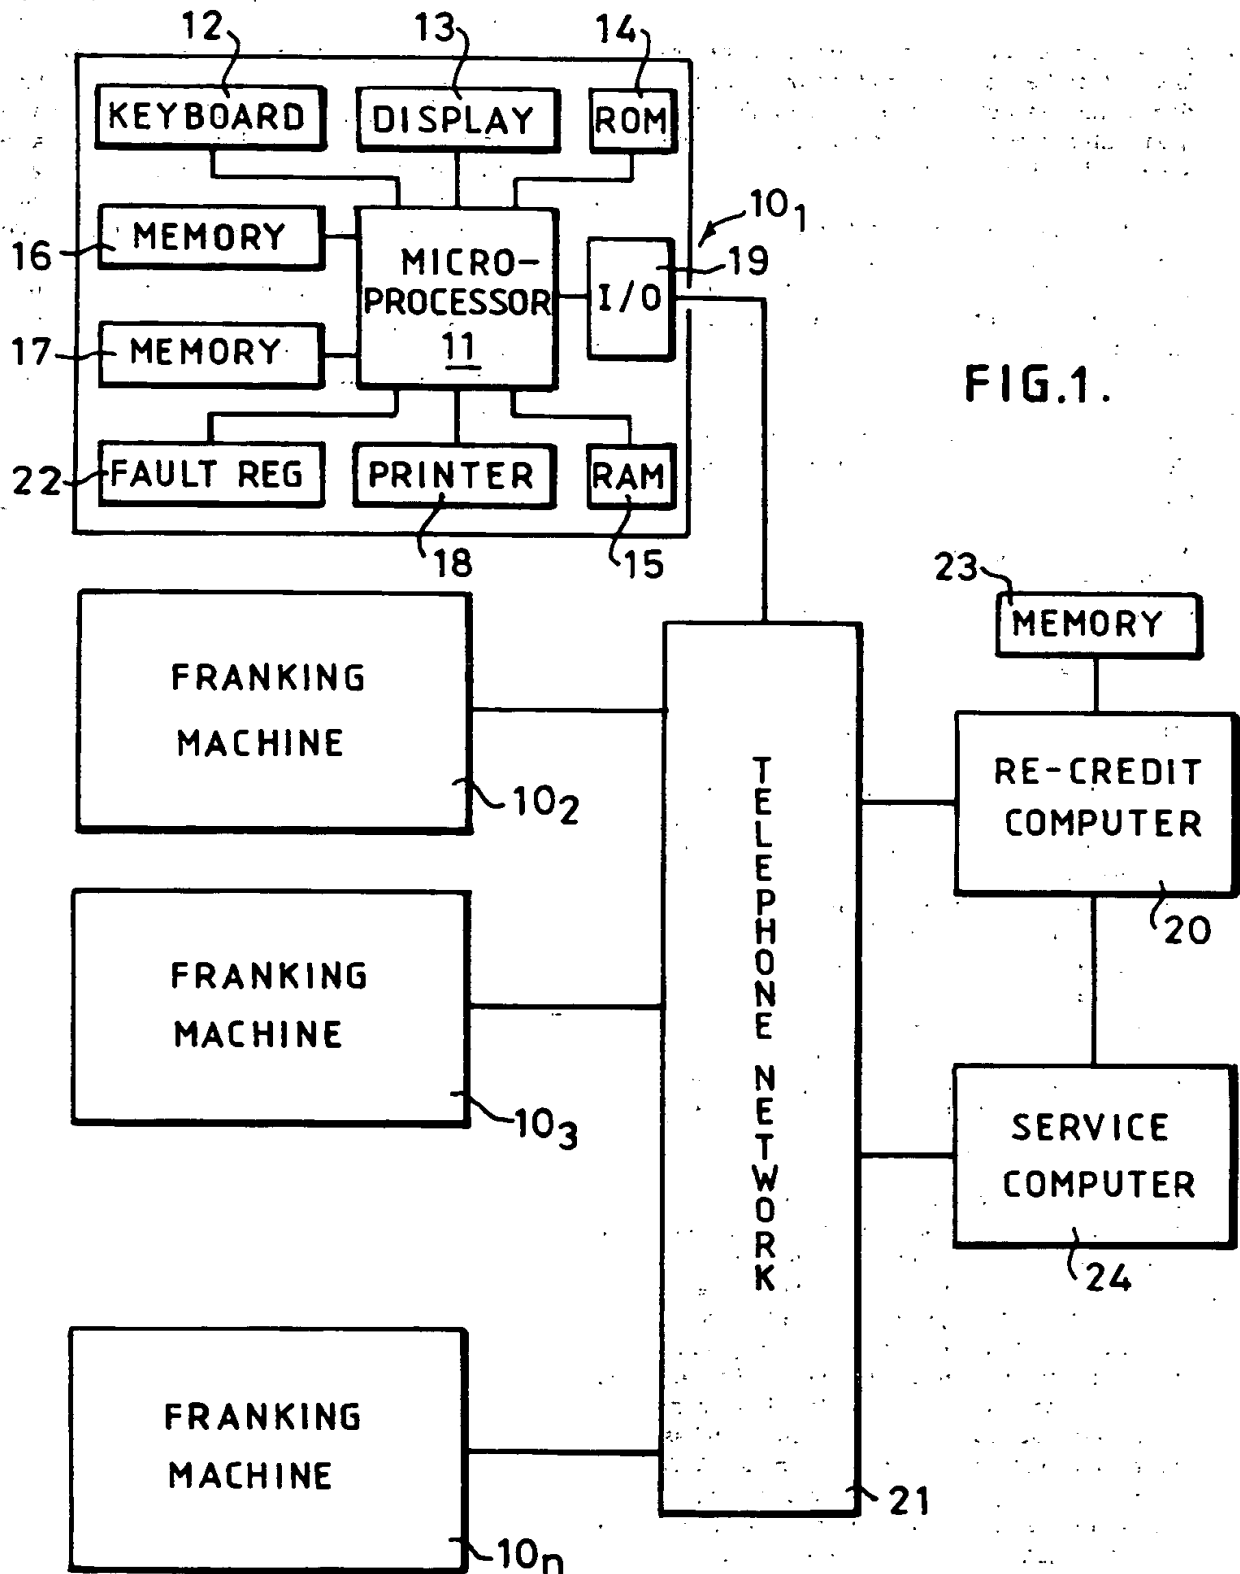 12
13
14
KEYBOARD
DISPLAY
ROM
10₁
16
MEMORY
MICRO-
PROCESSOR
11
19
I/O
17
MEMORY
FIG.1.
22
FAULT REG
PRINTER
RAM
18
15
23
MEMORY
FRANKING
MACHINE
10₂
TELEPHONE NETWORK
RE-CREDIT
COMPUTER
20
FRANKING
MACHINE
10₃
SERVICE
COMPUTER
24
FRANKING
MACHINE
10ₙ
21